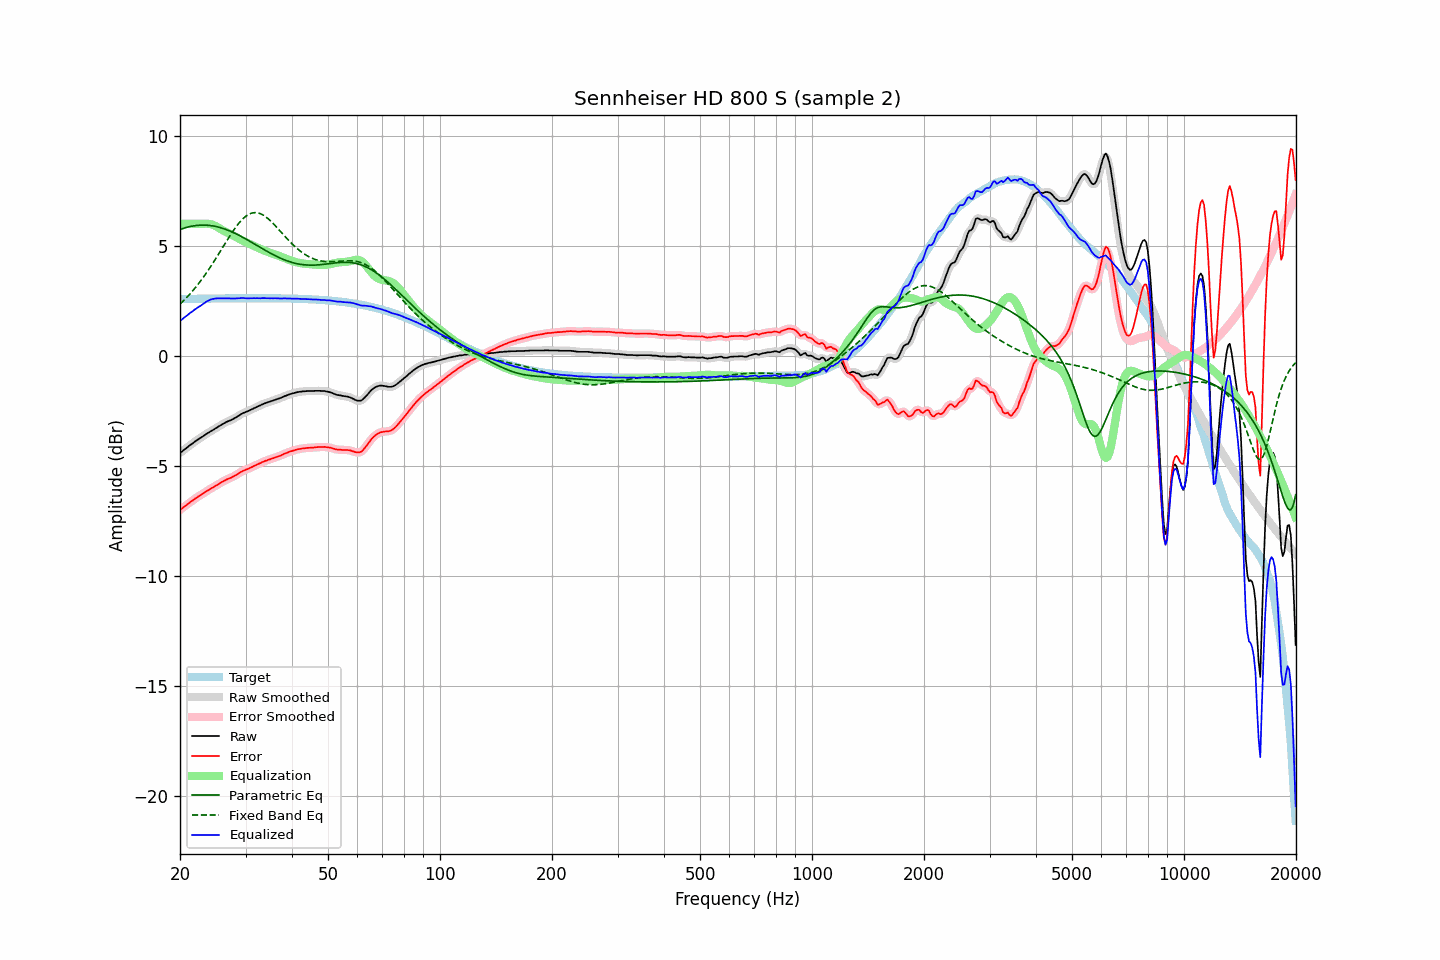 Sennheiser HD 800 S (sample 2)
10
5
0
−5
−10
−15
−20
Amplitude (dBr)
Target
Raw Smoothed
Error Smoothed
Raw
Error
Equalization
Parametric Eq
Fixed Band Eq
Equalized
20 50 100 200 500 1000 2000 5000 10000 20000
Frequency (Hz)